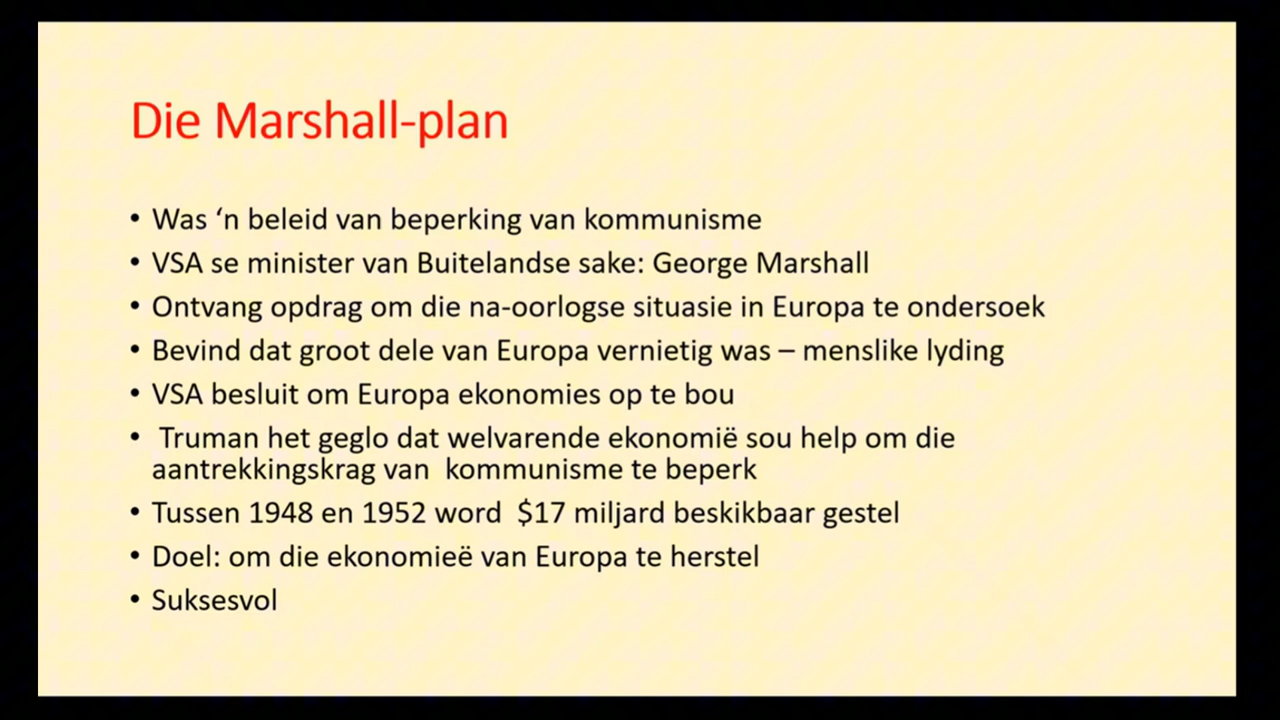 Die Marshall-plan
• Was ‘n beleid van beperking van kommunisme
• VSA se minister van Buitelandse sake: George Marshall
• Ontvang opdrag om die na-oorlogse situasie in Europa te ondersoek
• Bevind dat groot dele van Europa vernietig was – menslike lyding
• VSA besluit om Europa ekonomies op te bou
• Truman het geglo dat welvarende ekonomië sou help om die
aantrekkingskrag van kommunisme te beperk
• Tussen 1948 en 1952 word $17 miljard beskikbaar gestel
• Doel: om die ekonomieë van Europa te herstel
• Suksesvol